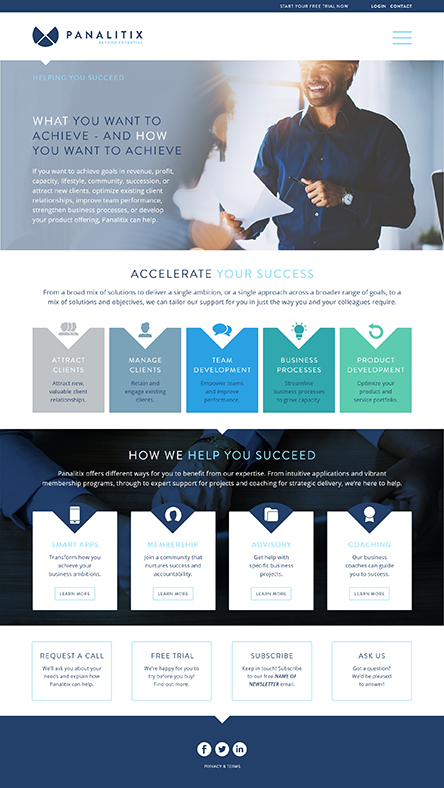 START YOUR FREE TRIAL NOW LOGIN CONTACT
PANALITIX
BEYOND POTENTIAL
HELPING YOU SUCCEED
WHAT YOU WANT TO
ACHIEVE - AND HOW
YOU WANT TO ACHIEVE
If you want to achieve goals in revenue, profit,
capacity, lifestyle, community, succession, or
attract new clients, optimize existing client
relationships, improve team performance,
strengthen business processes, or develop
your product offering, Panalitix can help.
ACCELERATE YOUR SUCCESS
From a broad mix of solutions to deliver a single ambition, or a single approach across a broader range of goals, to a
mix of solutions and objectives, we can tailor our support for you in just the way you and your colleagues require.
ATTRACT
CLIENTS
Attract new,
valuable client
relationships.
MANAGE
CLIENTS
Retain and
engage existing
clients.
TEAM
DEVELOPMENT
Empower teams
and improve
performance.
BUSINESS
PROCESSES
Streamline
business processes
to grow capacity
PRODUCT
DEVELOPMENT
Optimize your
product and
service portfolio.
HOW WE HELP YOU SUCCEED
Panalitix offers different ways for you to benefit from our expertise. From intuitive applications and vibrant
membership programs, through to expert support for projects and coaching for strategic delivery, we're here to help.
SMART APPS
Transform how you
achieve your
business ambitions.
LEARN MORE
MEMBERSHIP
Join a community that
nurtures success and
accountability.
LEARN MORE
ADVISORY
Get help with
specific business
projects.
LEARN MORE
COACHING
Our business
coaches can guide
you to success.
LEARN MORE
REQUEST A CALL
We'll ask you about your
needs and explain how
Panalitix can help.
FREE TRIAL
We're happy for you to
try before you buy!
Find out more.
SUBSCRIBE
Keep in touch! Subscribe
to our free NAME OF
NEWSLETTER email.
ASK US
Got a question?
We'd be pleased
to answer!
PRIVACY & TERMS